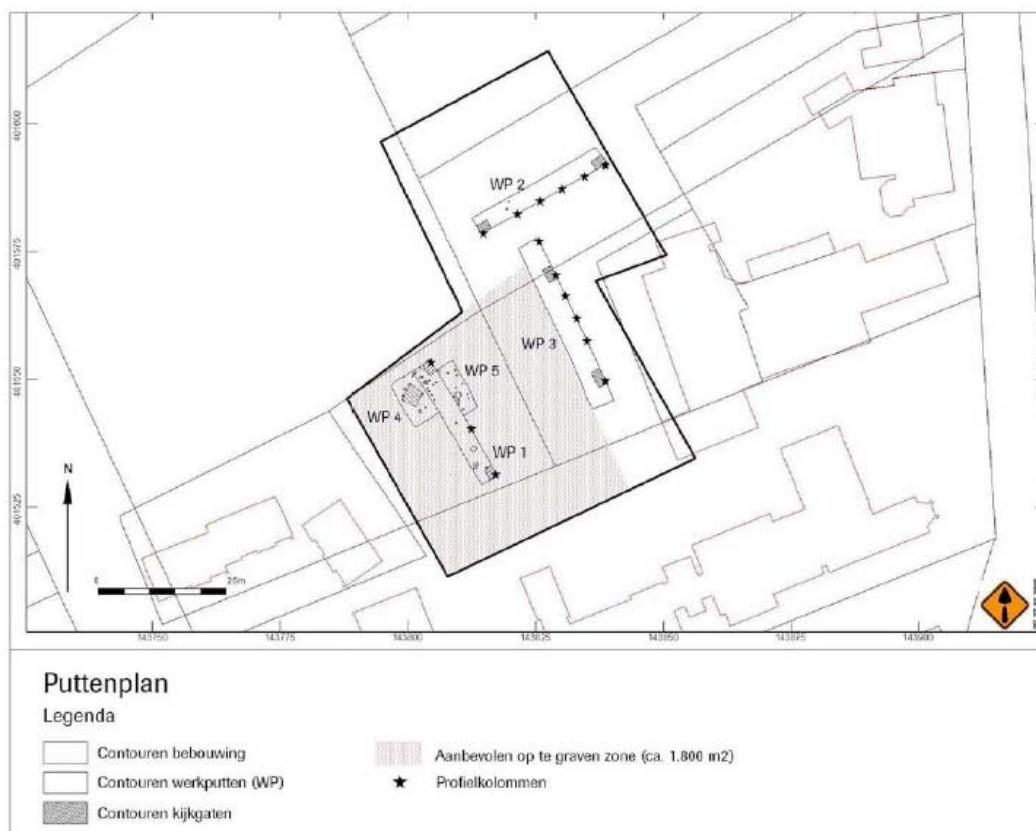 401600
401575
401550
401525
WP 2
WP 3
WP 5
WP 4
WP 1
N
0
25m
143750
143775
143800
143825
143850
143875
143900
Puttenplan
Legenda
Contouren bebouwing
Contouren werkputten (WP)
Contouren kijkgaten
Aanbevolen op te graven zone (ca. 1.800 m2)
Profielkolommen